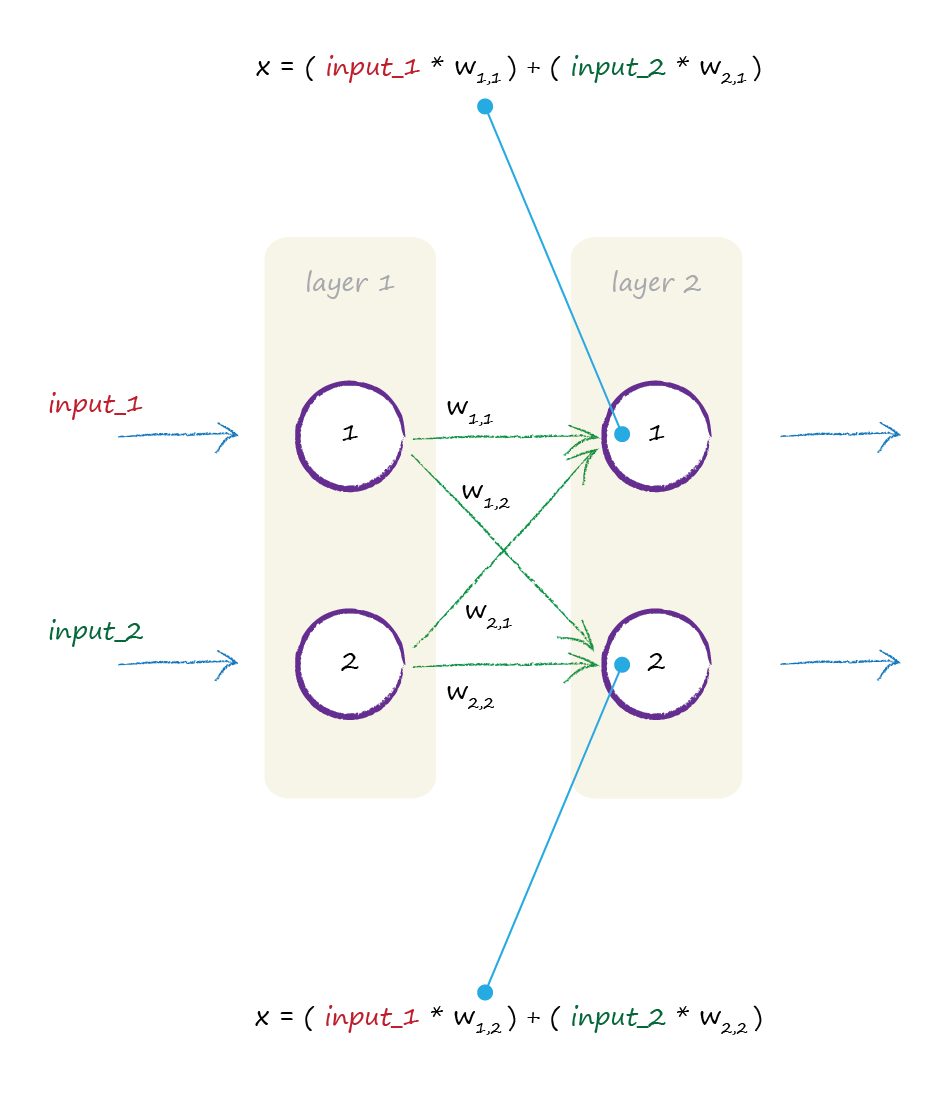 x = ( input_1 * w1,1 ) + ( input_2 * w2,1 )
layer 1
layer 2
input_1
w1,1
1
1
w1,2
input_2
w2,1
2
2
w2,2
x = ( input_1 * w1,2 ) + ( input_2 * w2,2 )